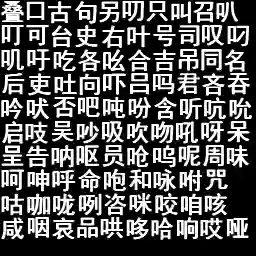 叠口古句另叨只叫召叭
叮可台史右叶号司叹叼
叽吁吃各吆合吉吊同名
后吏吐向吓吕吗君吝吞
吟吠否吧吨吩含听吭吮
启吱吴吵吸吹吻吼呀呆
呈告呐呕员呛呜呢周味
呵呻呼命咆和咏咐咒
咕咖咙咧咨咪咬咱咳
咸咽哀品哄哆哈响哎哑